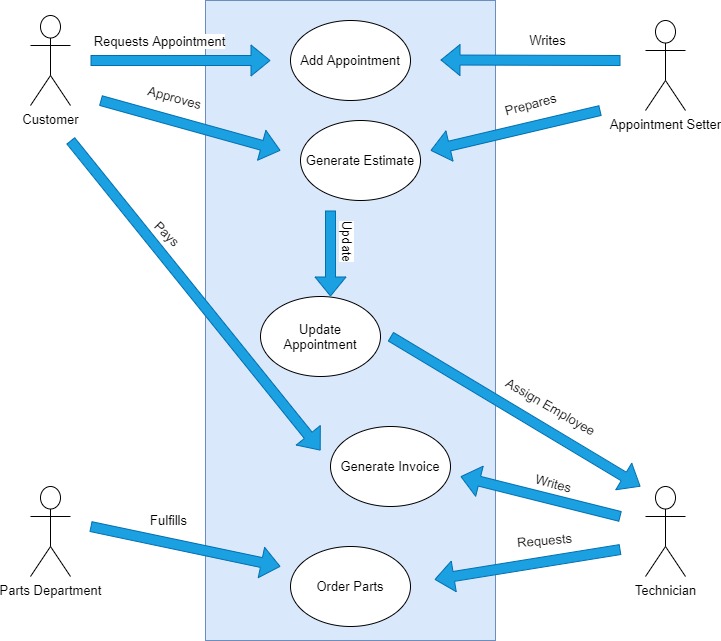 Requests Appointment
Add Appointment
Writes
Customer
Approves
Prepares
Appointment Setter
Generate Estimate
Pays
Update
Update
Appointment
Assign Employee
Generate Invoice
Writes
Fulfills
Requests
Parts Department
Order Parts
Technician